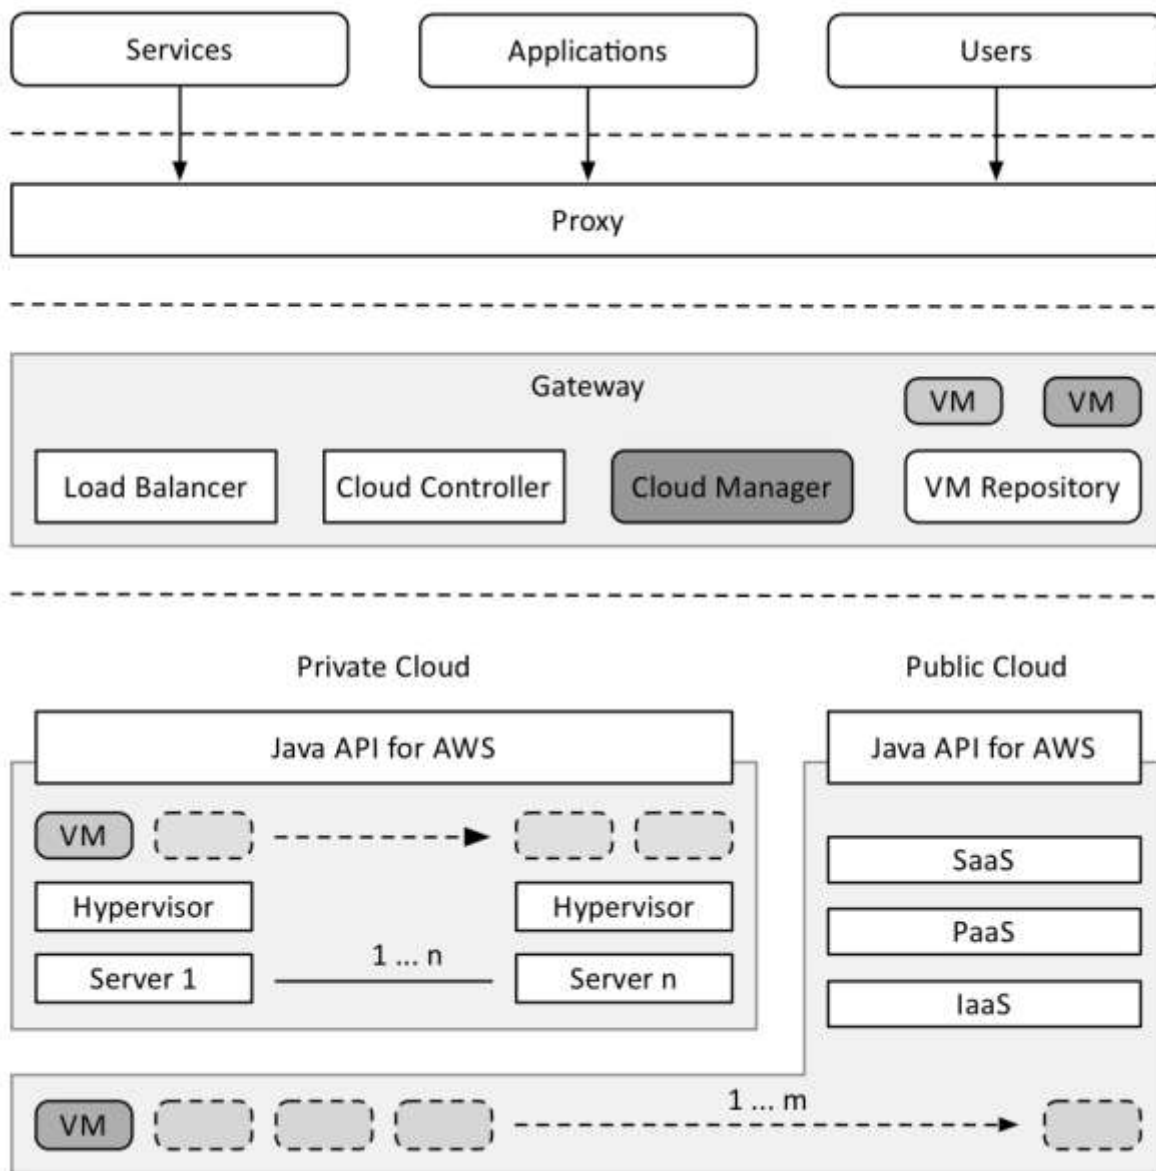 Services
Applications
Users
Proxy
Gateway
VM
VM
Load Balancer
Cloud Controller
Cloud Manager
VM Repository
Private Cloud
Public Cloud
Java API for AWS
Java API for AWS
VM
SaaS
Hypervisor
Hypervisor
PaaS
1 ... n
Server 1
Server n
IaaS
1 ... m
VM